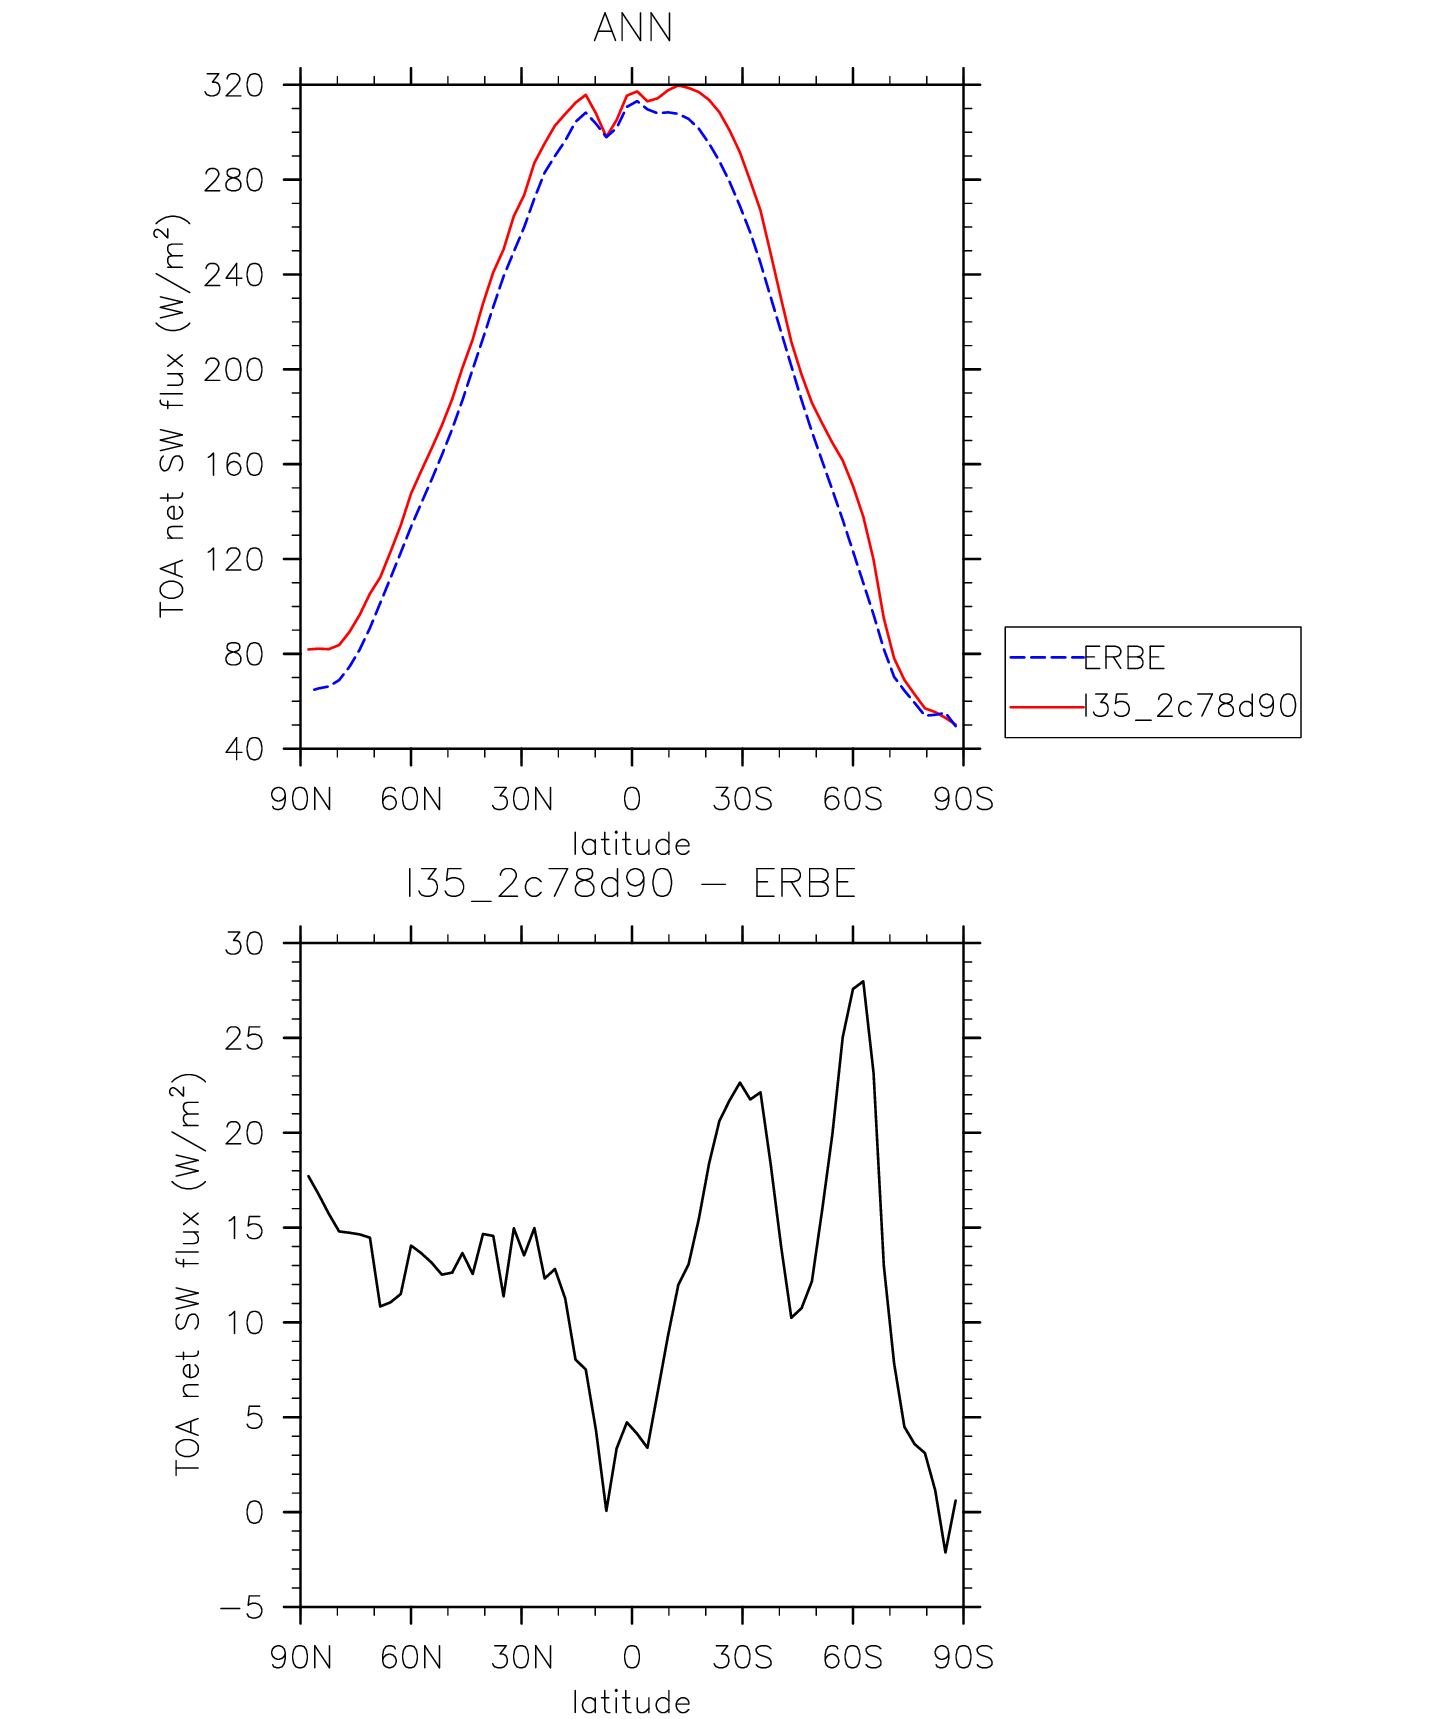 ANN
TOA net SW flux (W/m²)
320
280
240
200
160
120
80
40
90N 60N 30N 0 30S 60S 90S
latitude
ERBE
I35_2c78d90
I35_2c78d90 – ERBE
TOA net SW flux (W/m²)
30
25
20
15
10
5
0
–5
90N 60N 30N 0 30S 60S 90S
latitude